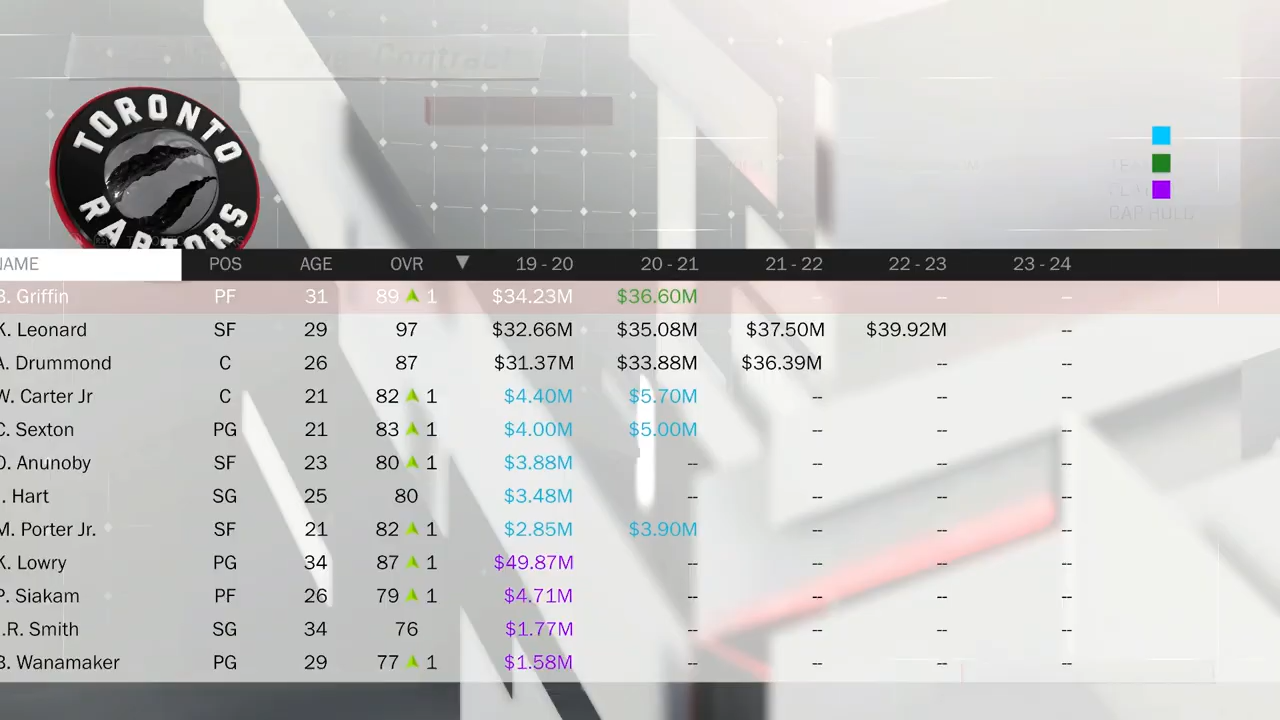 Contract
TORONTO
RAPTORS
CAP HOLD
NAME POS AGE OVR ▼ 19 - 20 20 - 21 21 - 22 22 - 23 23 - 24
B. Griffin PF 31 89 ▲ 1 $34.23M $36.60M -- -- --
K. Leonard SF 29 97 $32.66M $35.08M $37.50M $39.92M --
A. Drummond C 26 87 $31.37M $33.88M $36.39M -- --
W. Carter Jr C 21 82 ▲ 1 $4.40M $5.70M -- -- --
C. Sexton PG 21 83 ▲ 1 $4.00M $5.00M -- -- --
O. Anunoby SF 23 80 ▲ 1 $3.88M -- -- -- --
. Hart SG 25 80 $3.48M -- -- -- --
M. Porter Jr. SF 21 82 ▲ 1 $2.85M $3.90M -- -- --
K. Lowry PG 34 87 ▲ 1 $49.87M -- -- -- --
P. Siakam PF 26 79 ▲ 1 $4.71M -- -- -- --
.R. Smith SG 34 76 $1.77M -- -- -- --
B. Wanamaker PG 29 77 ▲ 1 $1.58M -- -- -- --